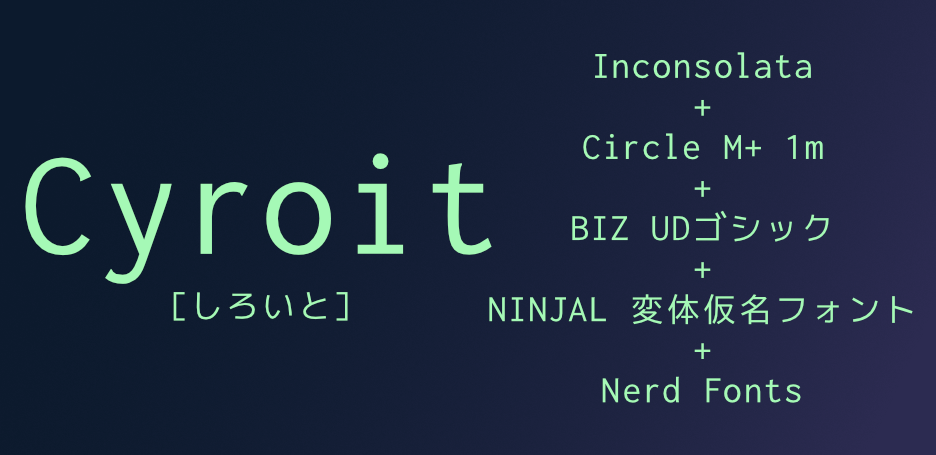 Cyroit
[しろいと]
Inconsolata
+
Circle M+ 1m
+
BIZ UDゴシック
+
NINJAL 変体仮名フォント
+
Nerd Fonts